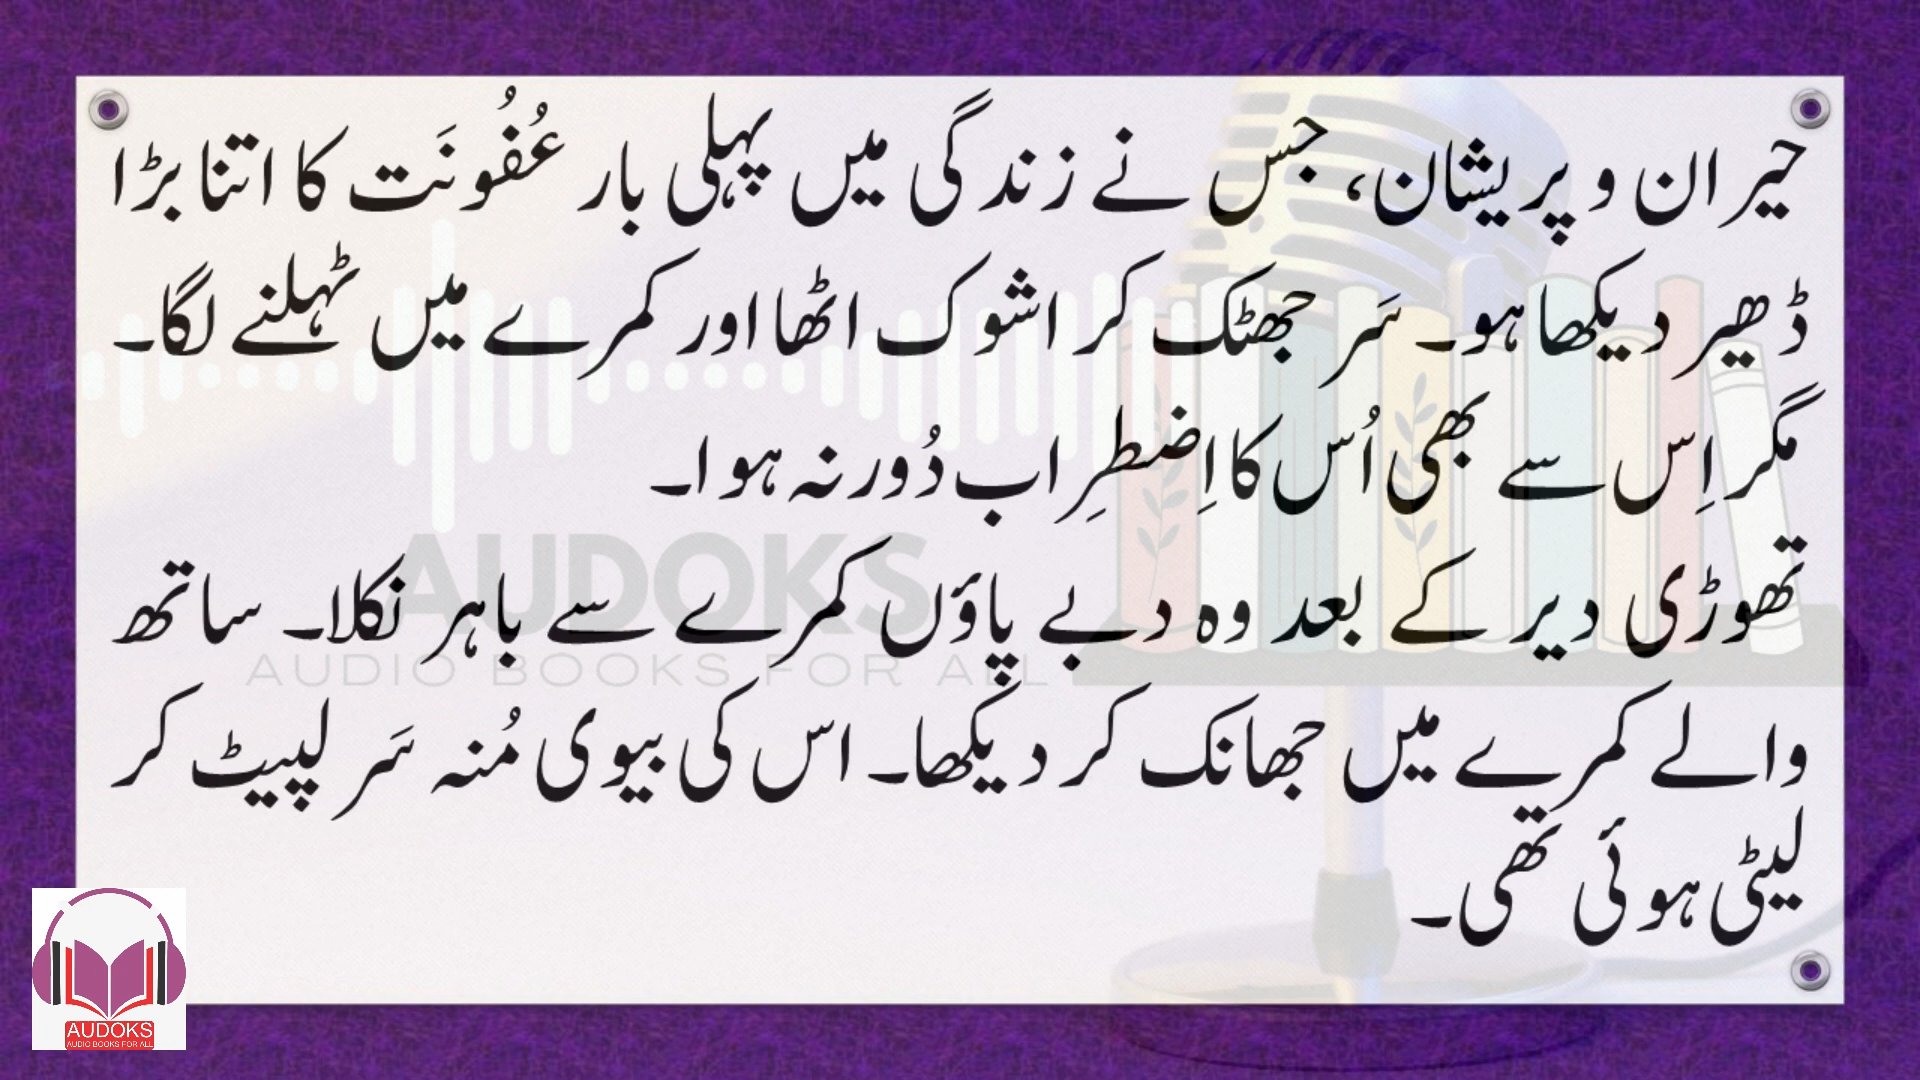 حیران و پریشان، جس نے زندگی میں پہلی بار عُفُونَت کا اتنا بڑا
ڈھیر دیکھا ہو۔ سَر جھٹک کر اشوک اٹھا اور کمرے میں ٹہلنے لگا۔
مگر اِس سے بھی اُس کا اِضطرِاب دُور نہ ہوا۔
تھوڑی دیر کے بعد وہ دبے پاؤں کمرے سے باہر نکلا۔ ساتھ
والے کمرے میں جھانک کر دیکھا۔ اس کی بیوی مُنہ سَر لپیٹ کر
لیٹی ہوئی تھی۔
AUDOKS
AUDIO BOOKS FOR ALL
AUDOKS
AUDIO BOOKS FOR ALL